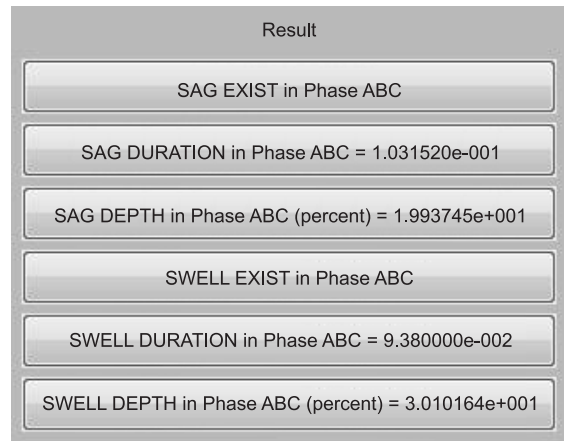 Result
SAG EXIST in Phase ABC
SAG DURATION in Phase ABC = 1.031520e-001
SAG DEPTH in Phase ABC (percent) = 1.993745e+001
SWELL EXIST in Phase ABC
SWELL DURATION in Phase ABC = 9.380000e-002
SWELL DEPTH in Phase ABC (percent) = 3.010164e+001